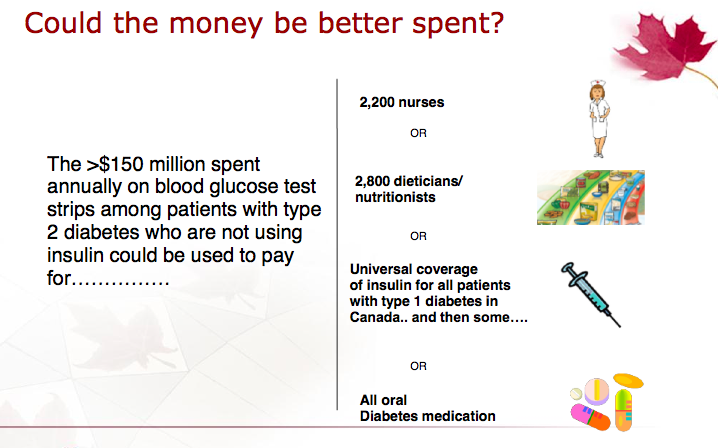 Could the money be better spent?
The >$150 million spent
annually on blood glucose test
strips among patients with type
2 diabetes who are not using
insulin could be used to pay
for……………
2,200 nurses
OR
2,800 dieticians/
nutritionists
OR
Universal coverage
of insulin for all patients
with type 1 diabetes in
Canada.. and then some….
OR
All oral
Diabetes medication